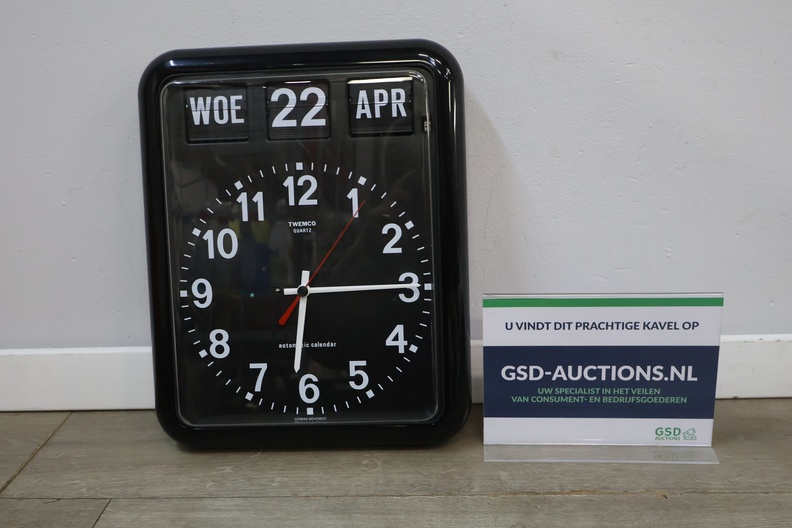 WOE 22 APR
12
11 1
TWEMCO
QUARTZ
10 2
9 3
automatic calendar
8 4
7 5
6
GERMAN MOVEMENT
U VINDT DIT PRACHTIGE KAVEL OP
GSD-AUCTIONS.NL
UW SPECIALIST IN HET VEILEN
VAN CONSUMENT- EN BEDRIJFSGOEDEREN
GSD
AUCTIONS